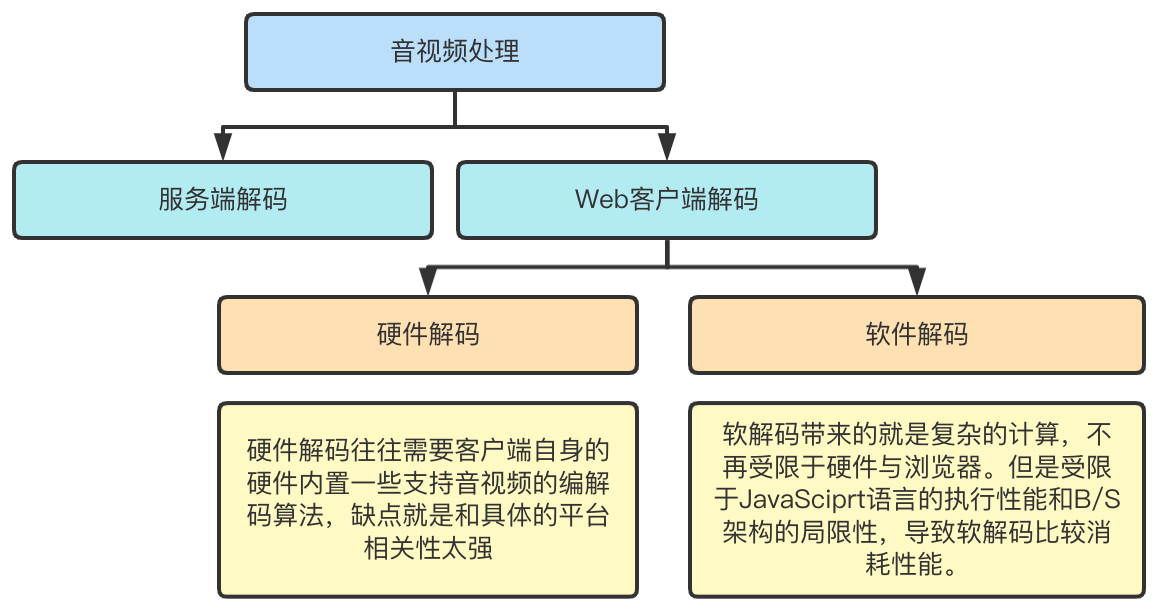 音视频处理
服务端解码
Web客户端解码
硬件解码
软件解码
硬件解码往往需要客户端自身的
硬件内置一些支持音视频的编解
码算法，缺点就是和具体的平台
相关性太强
软解码带来的就是复杂的计算，不
再受限于硬件与浏览器。但是受限
于JavaSciprt语言的执行性能和B/S
架构的局限性，导致软解码比较消
耗性能。